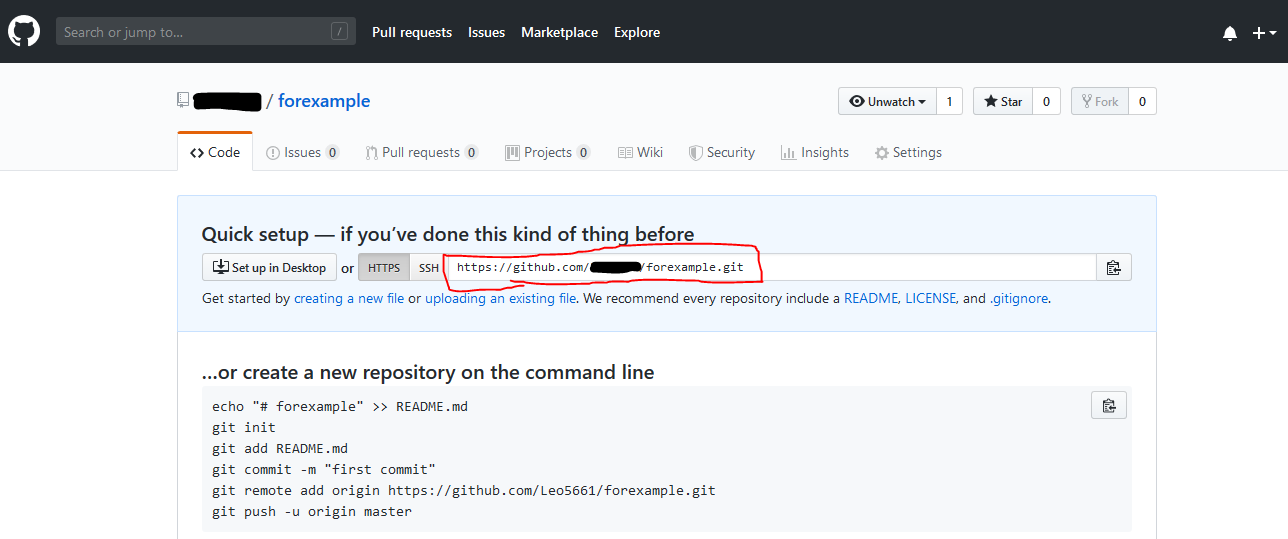 Search or jump to... /
Pull requests Issues Marketplace Explore
/ forexample
Unwatch 1 Star 0 Fork 0
Code Issues 0 Pull requests 0 Projects 0 Wiki Security Insights Settings
Quick setup — if you’ve done this kind of thing before
Set up in Desktop or HTTPS SSH https://github.com/ /forexample.git
Get started by creating a new file or uploading an existing file. We recommend every repository include a README, LICENSE, and .gitignore.
…or create a new repository on the command line
echo "# forexample" >> README.md
git init
git add README.md
git commit -m "first commit"
git remote add origin https://github.com/Leo5661/forexample.git
git push -u origin master